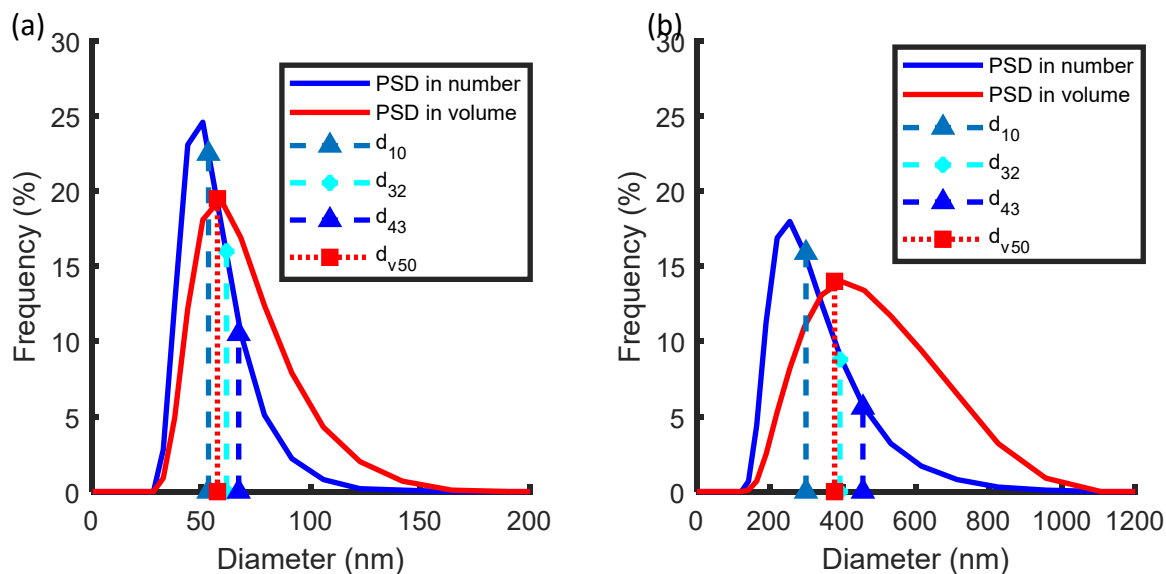 (a)
30
25
20
15
10
5
0
Frequency (%)
PSD in number
PSD in volume
d10
d32
d43
dv50
0 50 100 150 200
Diameter (nm)
(b)
30
25
20
15
10
5
0
Frequency (%)
PSD in number
PSD in volume
d10
d32
d43
dv50
0 200 400 600 800 1000 1200
Diameter (nm)